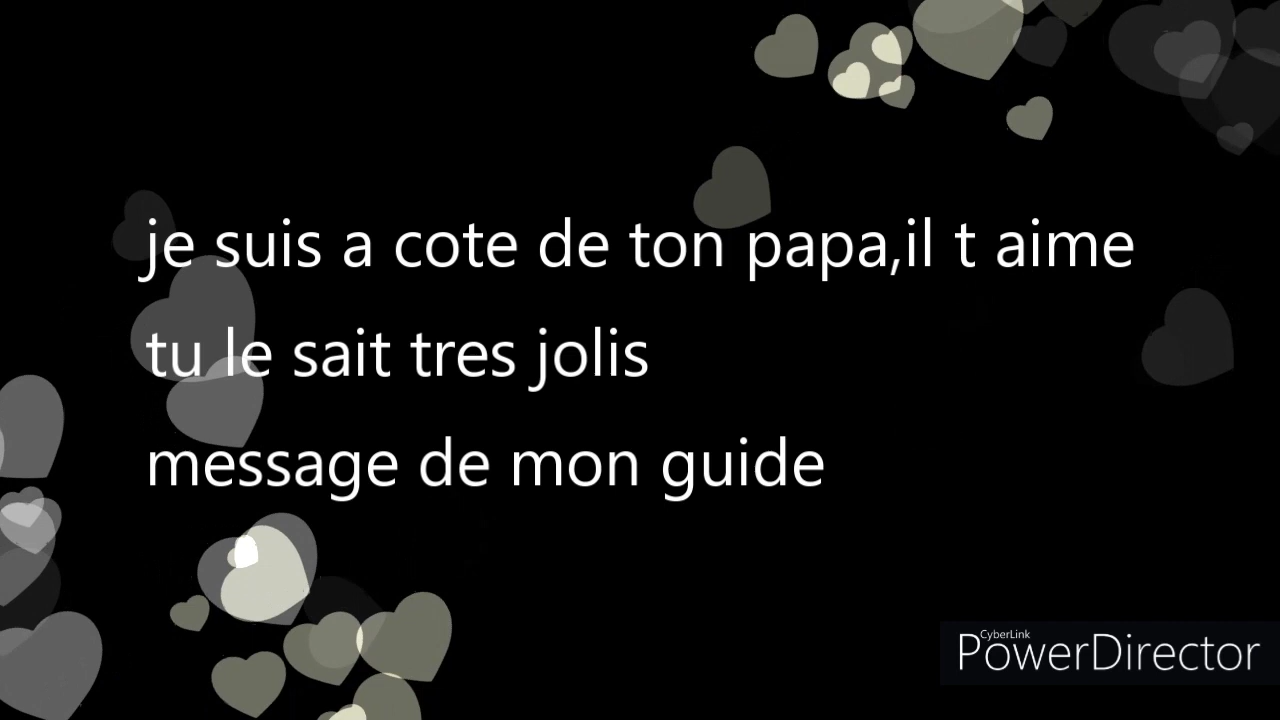 je suis a cote de ton papa,il t aime
tu le sait tres jolis
message de mon guide
CyberLink
PowerDirector